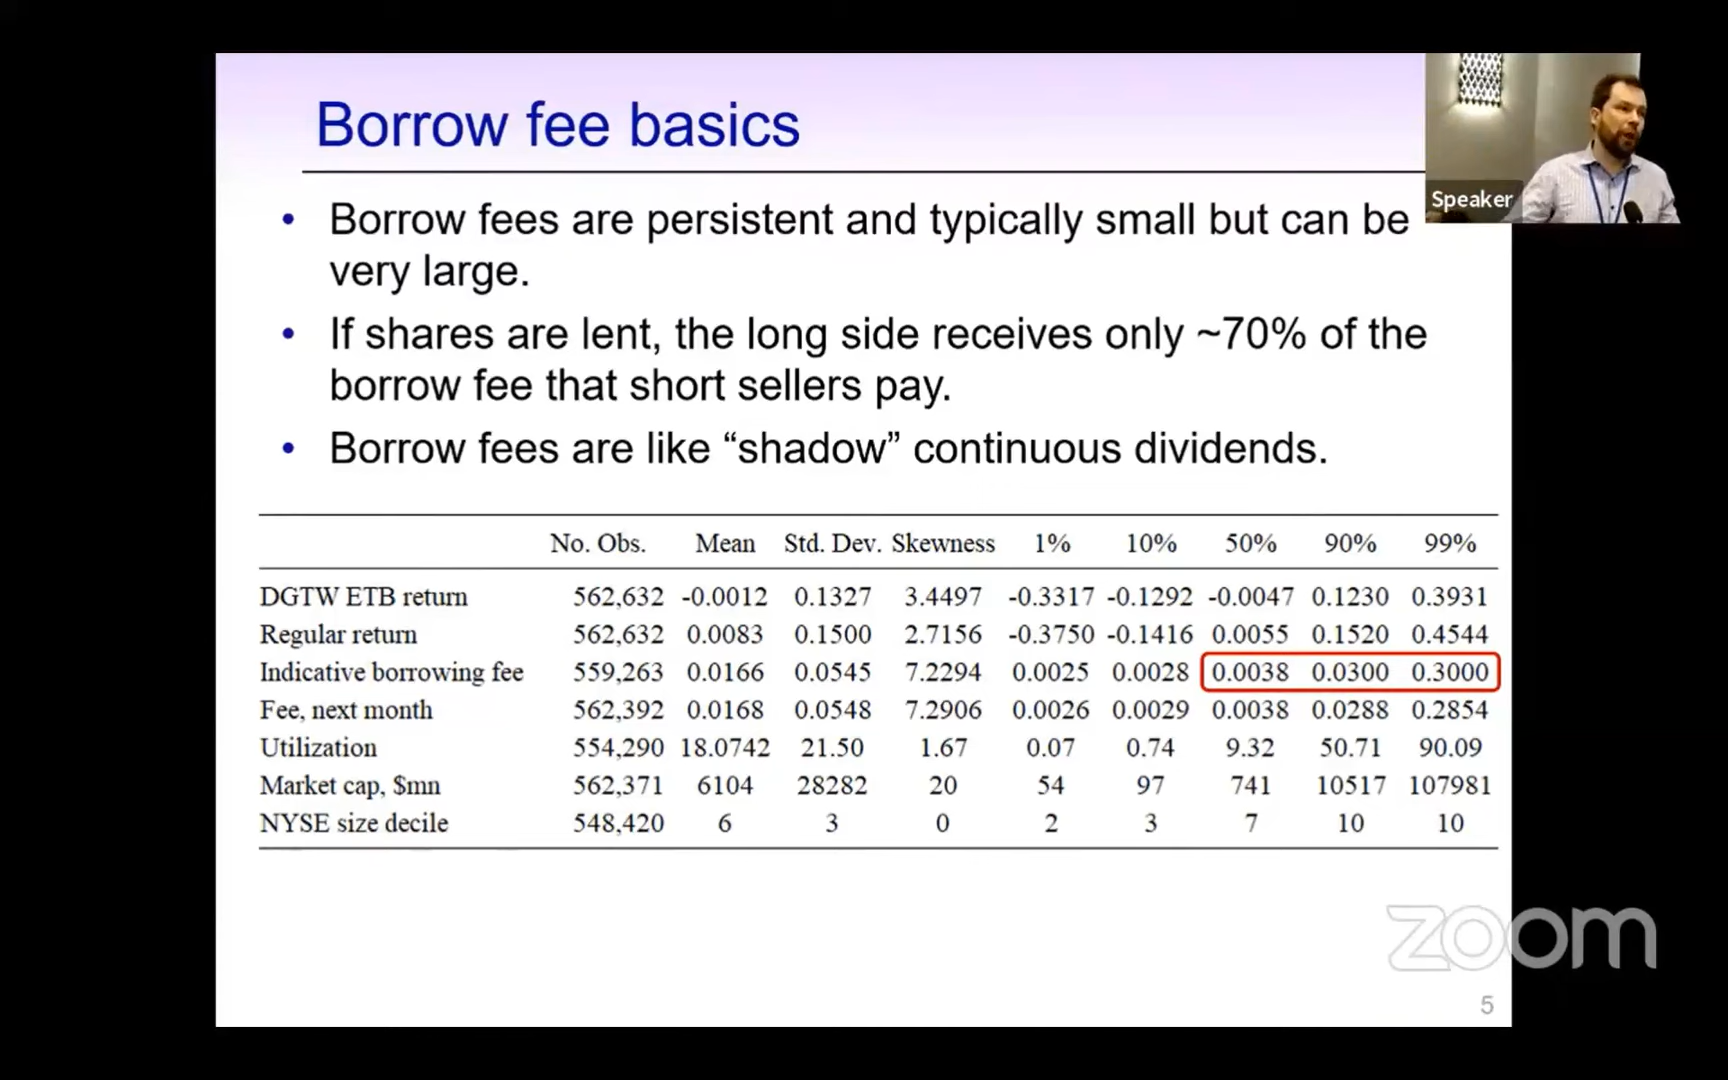 Borrow fee basics
Speaker
• Borrow fees are persistent and typically small but can be
very large.
• If shares are lent, the long side receives only ~70% of the
borrow fee that short sellers pay.
• Borrow fees are like “shadow” continuous dividends.
No. Obs. Mean Std. Dev. Skewness 1% 10% 50% 90% 99%
DGTW ETB return 562,632 -0.0012 0.1327 3.4497 -0.3317 -0.1292 -0.0047 0.1230 0.3931
Regular return 562,632 0.0083 0.1500 2.7156 -0.3750 -0.1416 0.0055 0.1520 0.4544
Indicative borrowing fee 559,263 0.0166 0.0545 7.2294 0.0025 0.0028 0.0038 0.0300 0.3000
Fee, next month 562,392 0.0168 0.0548 7.2906 0.0026 0.0029 0.0038 0.0288 0.2854
Utilization 554,290 18.0742 21.50 1.67 0.07 0.74 9.32 50.71 90.09
Market cap, $mn 562,371 6104 28282 20 54 97 741 10517 107981
NYSE size decile 548,420 6 3 0 2 3 7 10 10
zoom
5